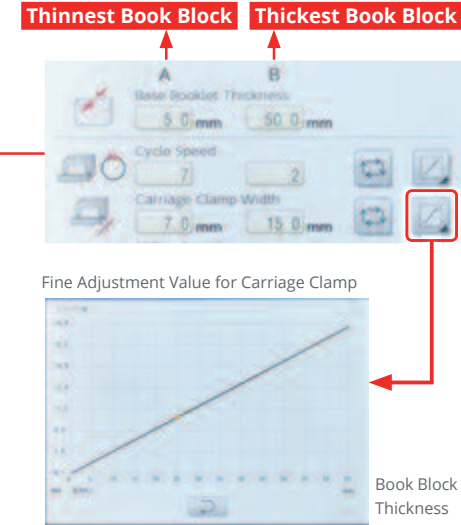 Thinnest Book Block Thickest Book Block
A B
Base Booklet Thickness
5.0 mm 50.0 mm
Cycle Speed
7 2
Carriage Clamp Width
7.0 mm 15.0 mm
Fine Adjustment Value for Carriage Clamp
Book Block
Thickness